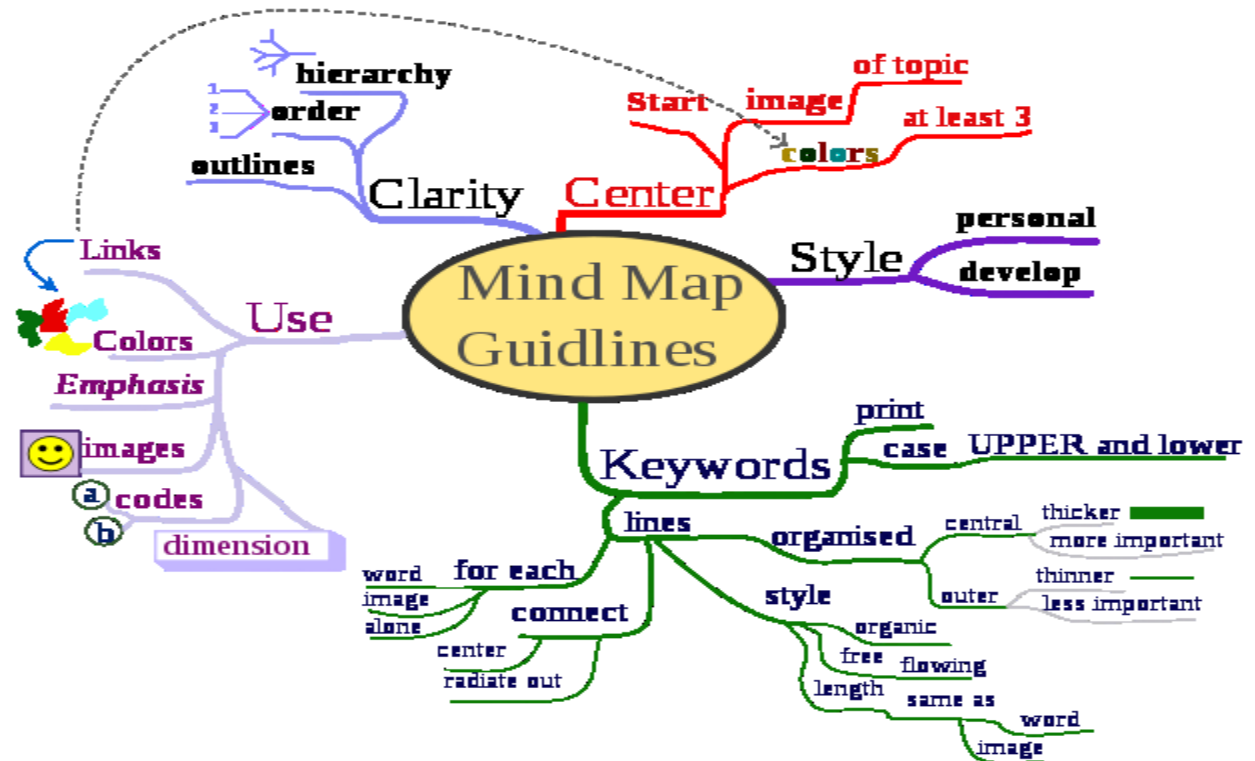 Mind Map
Guidlines
Center
Start
image
of topic
colors
at least 3
Style
personal
develop
Keywords
print
case
UPPER and lower
lines
organised
central
thicker
more important
outer
thinner
less important
style
organic
free
flowing
length
same as
word
image
connect
center
radiate out
for each
word
image
alone
Use
Links
Colors
Emphasis
images
codes
a
b
dimension
Clarity
hierarchy
order
1
2
3
outlines